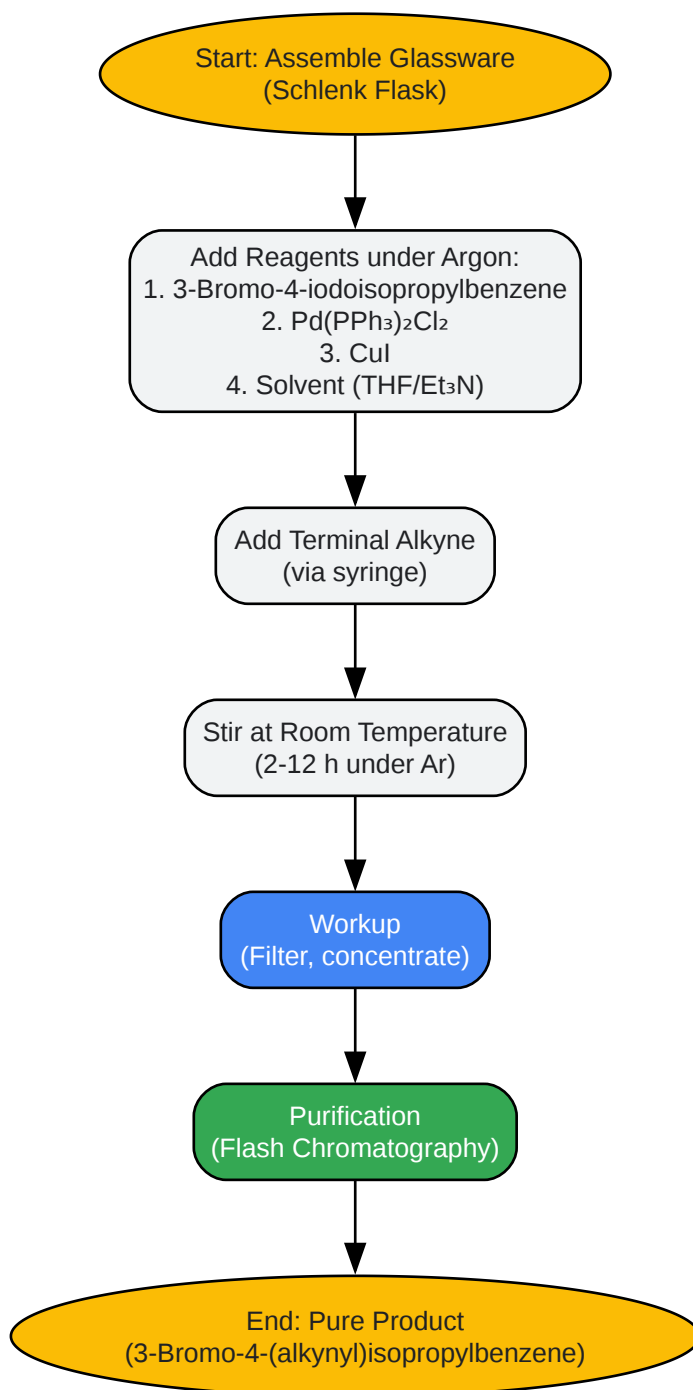 Start: Assemble Glassware
(Schlenk Flask)
Add Reagents under Argon:
1. 3-Bromo-4-iodoisopropylbenzene
2. Pd(PPh₃)₂Cl₂
3. CuI
4. Solvent (THF/Et₃N)
Add Terminal Alkyne
(via syringe)
Stir at Room Temperature
(2-12 h under Ar)
Workup
(Filter, concentrate)
Purification
(Flash Chromatography)
End: Pure Product
(3-Bromo-4-(alkynyl)isopropylbenzene)